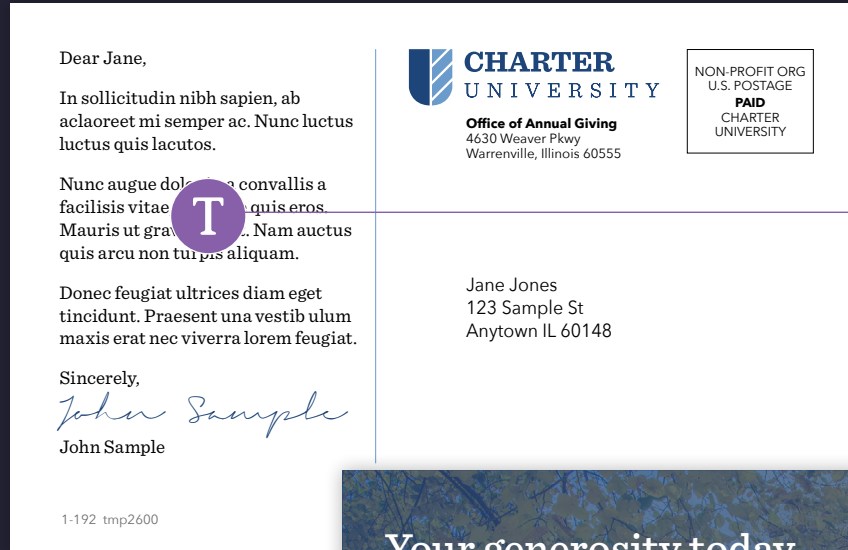 Dear Jane,
In sollicitudin nibh sapien, ab
aclaoreet mi semper ac. Nunc luctus
luctus quis lacutos.
Nunc augue a convallis a
facilisis vitae quis eros.
Mauris ut Nam auctus
quis arcu non turpis aliquam.
Donec feugiat ultrices diam eget
tincidunt. Praesent una vestib ulum
maxis erat nec viverra lorem feugiat.
Sincerely,
John Sample
John Sample
1-192 tmp2600
T
CHARTER
UNIVERSITY
Office of Annual Giving
4630 Weaver Pkwy
Warrenville, Illinois 60555
NON-PROFIT ORG
U.S. POSTAGE
PAID
CHARTER
UNIVERSITY
Jane Jones
123 Sample St
Anytown IL 60148
Your generosity today